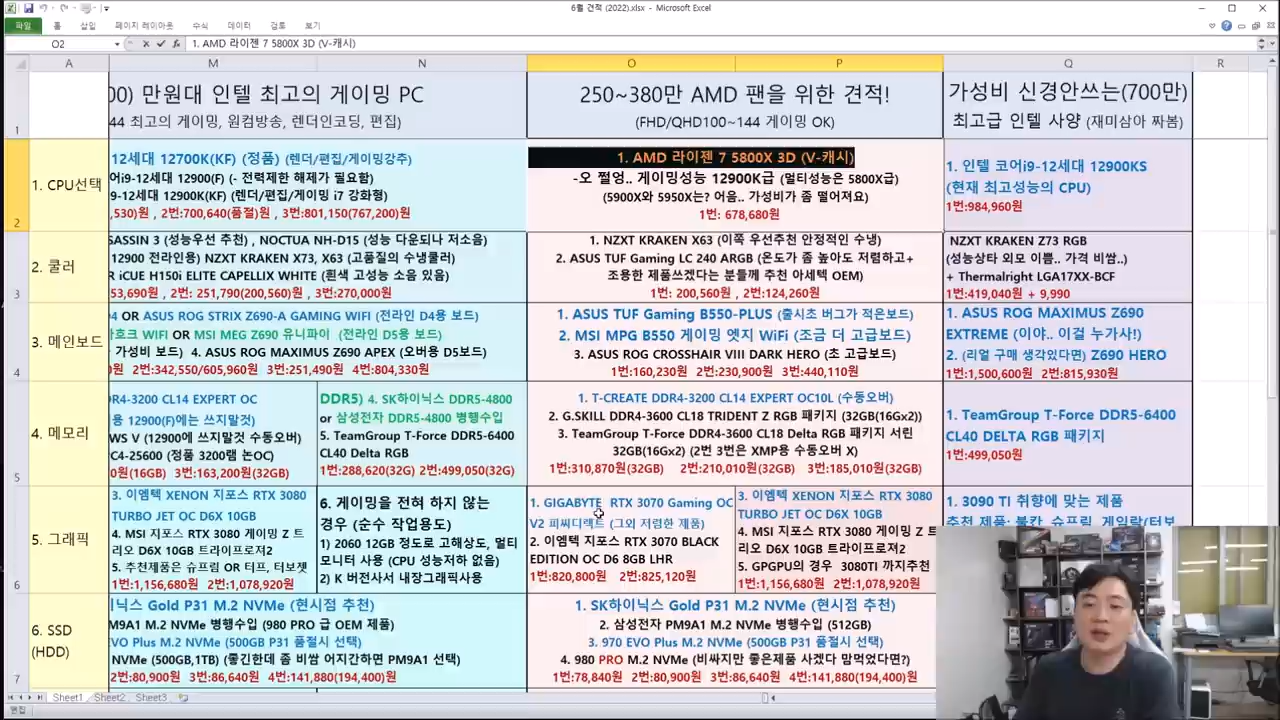 6월 견적 (2022).xlsx - Microsoft Excel
파일 홈 삽입 페이지 레이아웃 수식 데이터 검토 보기
O2 fx 1. AMD 라이젠 7 5800X 3D (V-캐시)
A M N O P Q R
1
00) 만원대 인텔 최고의 게이밍 PC
44 최고의 게이밍, 원컴방송, 렌더인코딩, 편집)
250~380만 AMD 팬을 위한 견적!
(FHD/QHD100~144 게이밍 OK)
가성비 신경안쓰는(700만)
최고급 인텔 사양 (재미삼아 짜봄)
2
1. CPU선택
12세대 12700K(KF) (정품) (렌더/편집/게이밍강추)
어i9-12세대 12900(F) (- 전력제한 해제가 필요함)
9-12세대 12900K(KF) (렌더/편집/게이밍 i7 강화형)
,530)원 , 2번:700,640(품절)원 , 3번:801,150(767,200)원
1. AMD 라이젠 7 5800X 3D (V-캐시)
-오 쩔엉.. 게이밍성능 12900K급 (멀티성능은 5800X급)
(5900X와 5950X는? 어음.. 가성비가 좀 떨어져요)
1번: 678,680원
1. 인텔 코어i9-12세대 12900KS
(현재 최고성능의 CPU)
1번:984,960원
3
2. 쿨러
SASSIN 3 (성능우선 추천) , NOCTUA NH-D15 (성능 다운되나 저소음)
12900 전라인용) NZXT KRAKEN X73, X63 (고품질의 수냉쿨러)
R iCUE H150i ELITE CAPELLIX WHITE (흰색 고성능 소음 있음)
53,690원 , 2번: 251,790(200,560)원 , 3번:270,000원
1. NZXT KRAKEN X63 (이쪽 우선추천 안정적인 수냉)
2. ASUS TUF Gaming LC 240 ARGB (온도가 좀 높아도 저렴하고+
조용한 제품쓰겠다는 분들께 추천 아세텍 OEM)
1번: 200,560원 , 2번:124,260원
NZXT KRAKEN Z73 RGB
(성능상타 외모 이쁨.. 가격 비쌈..)
+ Thermalright LGA17XX-BCF
1번:419,040원 + 9,990
4
3. 메인보드
4 OR ASUS ROG STRIX Z690-A GAMING WIFI (전라인 D4용 보드)
하호크 WIFI OR MSI MEG Z690 유니파이 (전라인 D5용 보드)
가성비 보드) 4. ASUS ROG MAXIMUS Z690 APEX (오버용 D5보드)
원 2번:342,550/605,960원 3번:251,490원 4번:804,330원
1. ASUS TUF Gaming B550-PLUS (출시초 버그가 적은보드)
2. MSI MPG B550 게이밍 엣지 WiFi (조금 더 고급보드)
3. ASUS ROG CROSSHAIR VIII DARK HERO (초 고급보드)
1번:160,230원 2번:230,900원 3번:440,110원
1. ASUS ROG MAXIMUS Z690
EXTREME (이야.. 이걸 누가사!)
2. (리얼 구매 생각있다면) Z690 HERO
1번:1,500,600원 2번:815,930원
5
4. 메모리
DR4-3200 CL14 EXPERT OC
용 12900(F)에는 쓰지말것)
WS V (12900에 쓰지말것 수동오버)
C4-25600 (정품 3200램 논OC)
0원(16GB) 3번:163,200원(32GB)
DDR5) 4. SK하이닉스 DDR5-4800
or 삼성전자 DDR5-4800 병행수입
5. TeamGroup T-Force DDR5-6400
CL40 Delta RGB
1번:288,620(32G) 2번:499,050(32G)
1. T-CREATE DDR4-3200 CL14 EXPERT OC10L (수동오버)
2. G.SKILL DDR4-3600 CL18 TRIDENT Z RGB 패키지 (32GB(16Gx2))
3. TeamGroup T-Force DDR4-3600 CL18 Delta RGB 패키지 서린
32GB(16Gx2) (2번 3번은 XMP용 수동오버 X)
1번:310,870원(32GB) 2번:210,010원(32GB) 3번:185,010원(32GB)
1. TeamGroup T-Force DDR5-6400
CL40 DELTA RGB 패키지
1번:499,050원
6
5. 그래픽
3. 이엠텍 XENON 지포스 RTX 3080
TURBO JET OC D6X 10GB
4. MSI 지포스 RTX 3080 게이밍 Z 트
리오 D6X 10GB 트라이프로져2
5. 추천제품은 슈프림 OR 터프, 터보젯
1번:1,156,680원 2번:1,078,920원
6. 게이밍을 전혀 하지 않는
경우 (순수 작업용도)
1) 2060 12GB 정도로 고해상도, 멀티
모니터 사용 (CPU 성능저하 없음)
2) K 버전사서 내장그래픽사용
1. GIGABYTE RTX 3070 Gaming OC
V2 피씨디렉트 (그외 저렴한 제품)
2. 이엠텍 지포스 RTX 3070 BLACK
EDITION OC D6 8GB LHR
1번:820,800원 2번:825,120원
3. 이엠텍 XENON 지포스 RTX 3080
TURBO JET OC D6X 10GB
4. MSI 지포스 RTX 3080 게이밍 Z 트
리오 D6X 10GB 트라이프로져2
5. GPGPU의 경우 3080TI 까지추천
1번:1,156,680원 2번:1,078,920원
1. 3090 TI 취향에 맞는 제품
추천 제품: 불칸, 슈프림, 게임락(터보
7
6. SSD
(HDD)
이닉스 Gold P31 M.2 NVMe (현시점 추천)
PM9A1 M.2 NVMe 병행수입 (980 PRO 급 OEM 제품)
EVO Plus M.2 NVMe (500GB P31 품절시 선택)
NVMe (500GB,1TB) (좋긴한데 좀 비쌈 어지간하면 PM9A1 선택)
2번:80,900원 3번:86,640원 4번:141,880(194,400)원
1. SK하이닉스 Gold P31 M.2 NVMe (현시점 추천)
2. 삼성전자 PM9A1 M.2 NVMe 병행수입 (512GB)
3. 970 EVO Plus M.2 NVMe (500GB P31 품절시 선택)
4. 980 PRO M.2 NVMe (비싸지만 좋은제품 사겠다 맘먹었다면?)
1번:78,840원 2번:80,900원 3번:86,640원 4번:141,880(194,400)원
Sheet1 Sheet2 Sheet3
편집